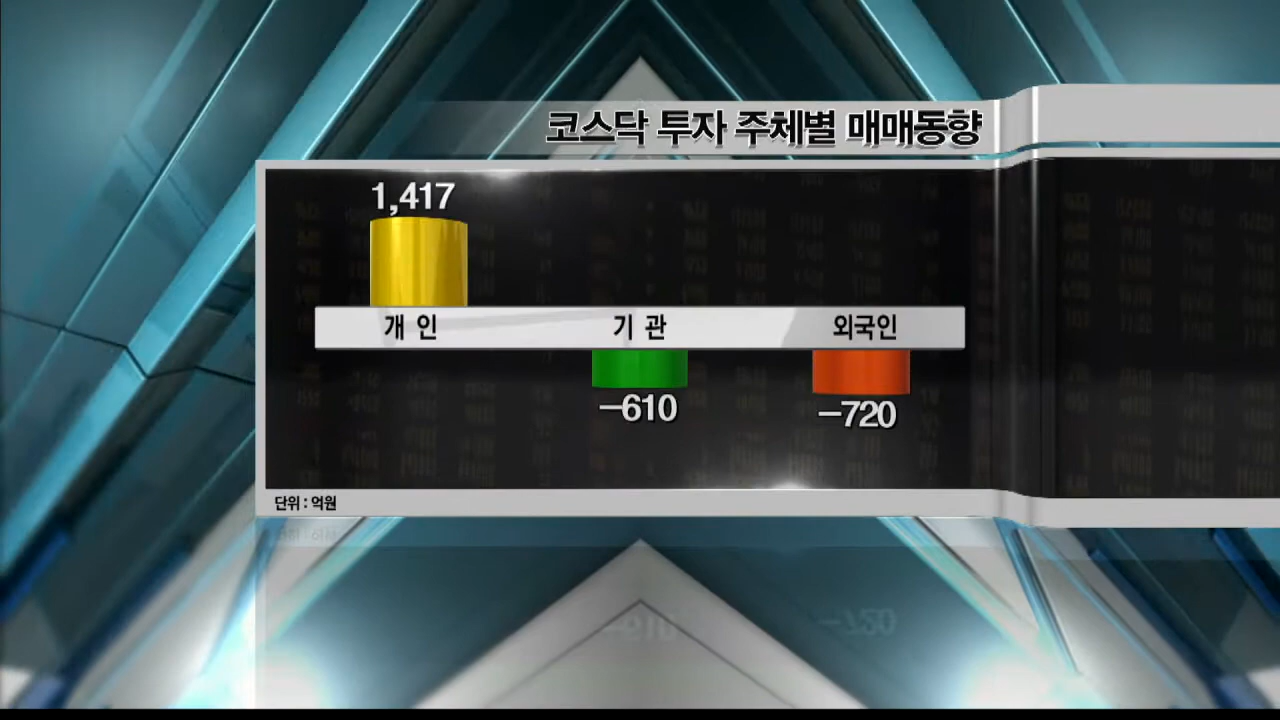 코스닥 투자 주체별 매매동향
1,417
개 인
기 관
외국인
-610
-720
단위 : 억원